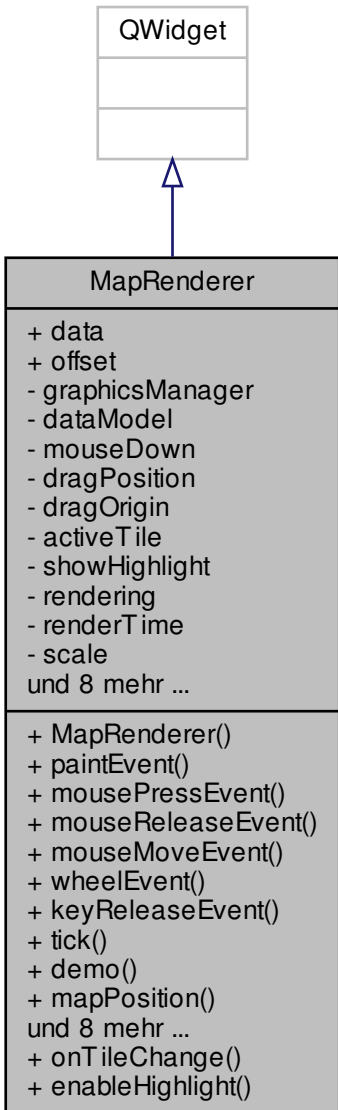 QWidget
MapRenderer
+ data
+ offset
- graphicsManager
- dataModel
- mouseDown
- dragPosition
- dragOrigin
- activeTile
- showHighlight
- rendering
- renderTime
- scale
und 8 mehr ...
+ MapRenderer()
+ paintEvent()
+ mousePressEvent()
+ mouseReleaseEvent()
+ mouseMoveEvent()
+ wheelEvent()
+ keyReleaseEvent()
+ tick()
+ demo()
+ mapPosition()
und 8 mehr ...
+ onTileChange()
+ enableHighlight()